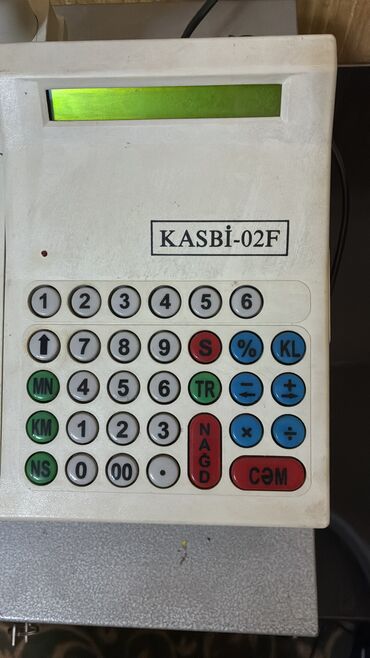 KASBİ-02F
1 2 3 4 5 6
⬆ 7 8 9 S % KL
MN 4 5 6 TR
KM 1 2 3 NAĞD × ÷
NS 0 00 . CƏM